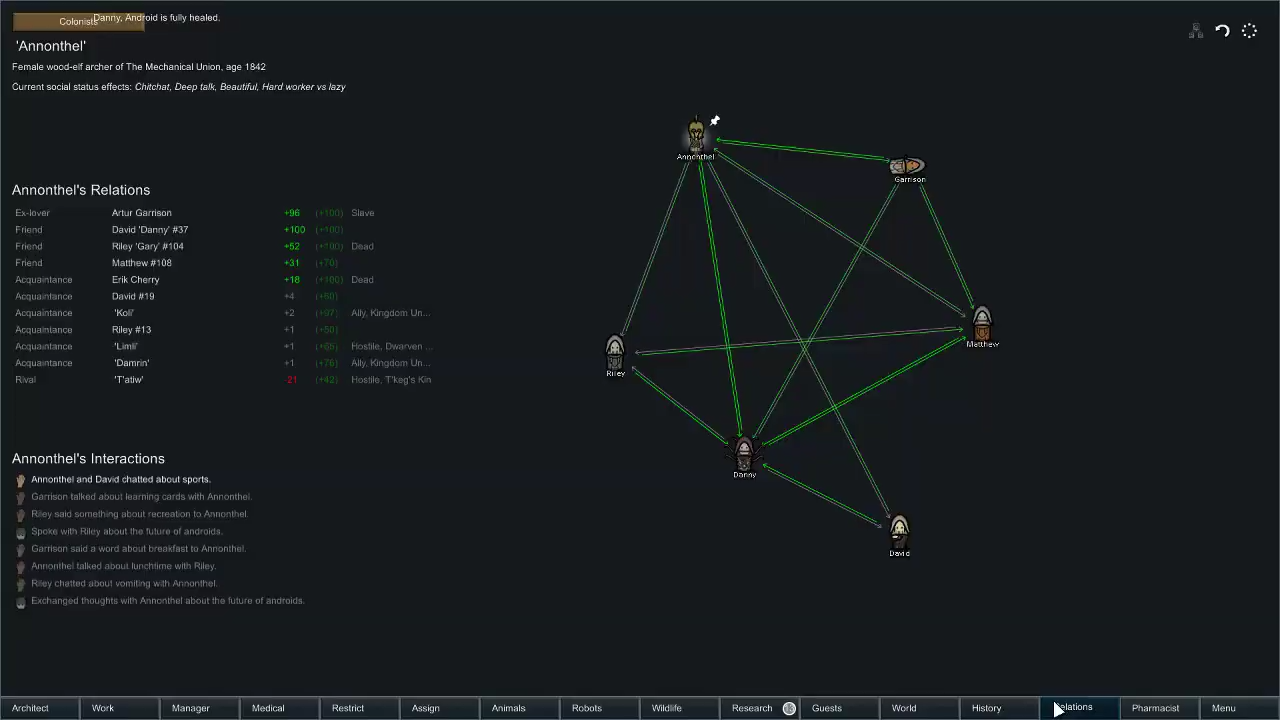 Colonists
Danny, Android is fully healed.
'Annonthel'
Female wood-elf archer of The Mechanical Union, age 1842
Current social status effects: Chitchat, Deep talk, Beautiful, Hard worker vs lazy
Annonthel's Relations
Ex-lover Artur Garrison +96 (+100) Slave
Friend David 'Danny' #37 +100 (+100)
Friend Riley 'Gary' #104 +52 (+100) Dead
Friend Matthew #108 +31 (+70)
Acquaintance Erik Cherry +18 (+100) Dead
Acquaintance David #19 +4 (+50)
Acquaintance 'Koli' +2 (+97) Ally, Kingdom Un...
Acquaintance Riley #13 +1 (+50)
Acquaintance 'Limli' +1 (+65) Hostile, Dwarven ...
Acquaintance 'Damrin' +1 (+76) Ally, Kingdom Un...
Rival 'T'atiw' -21 (+42) Hostile, T'keg's Kin
Annonthel's Interactions
Annonthel and David chatted about sports.
Garrison talked about learning cards with Annonthel.
Riley said something about recreation to Annonthel.
Spoke with Riley about the future of androids.
Garrison said a word about breakfast to Annonthel.
Annonthel talked about lunchtime with Riley.
Riley chatted about vomiting with Annonthel.
Exchanged thoughts with Annonthel about the future of androids.
Annonthel
Garrison
Matthew
Riley
Danny
David
Architect Work Manager Medical Restrict Assign Animals Robots Wildlife Research Guests World History Relations Pharmacist Menu